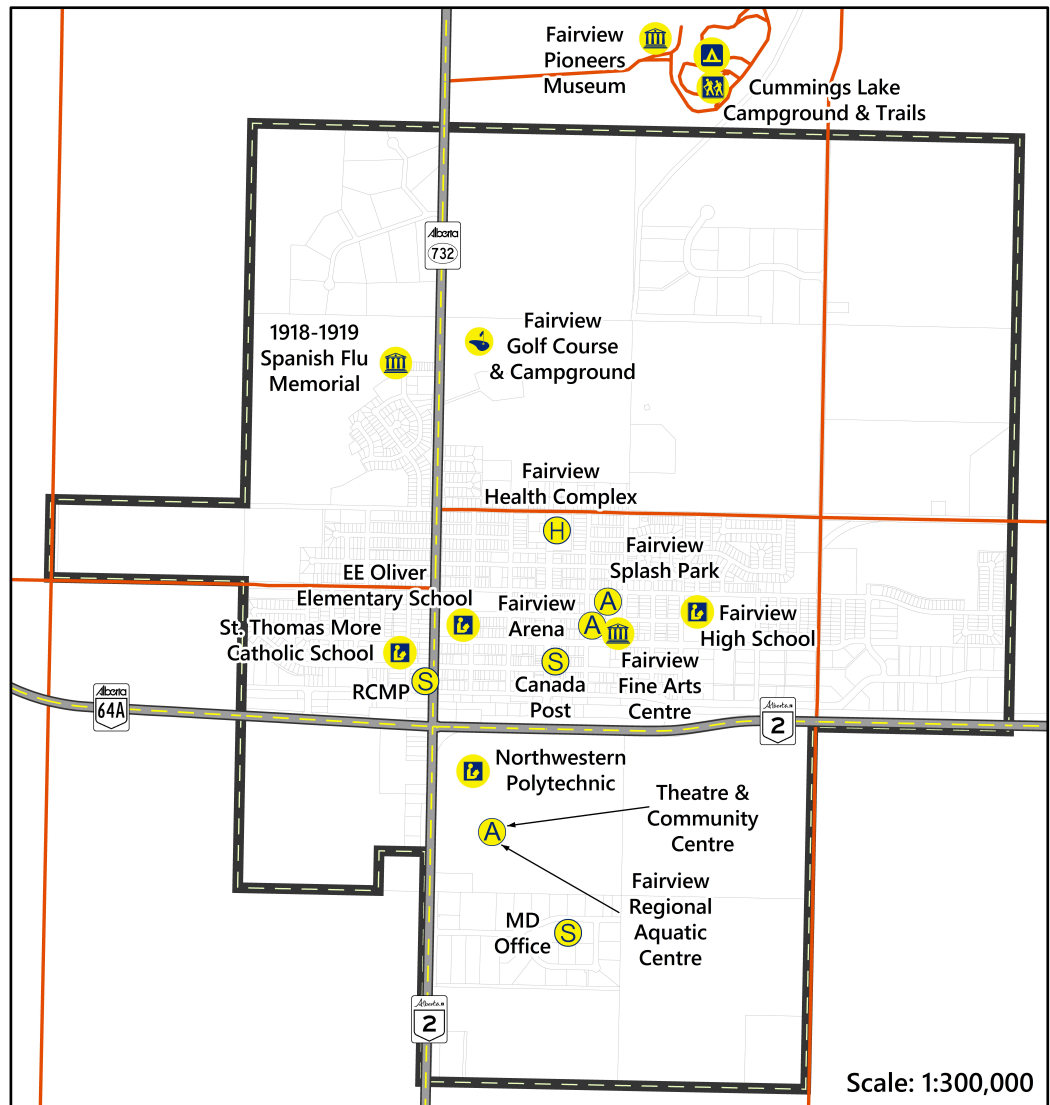 Fairview
Pioneers
Museum
Cummings Lake
Campground & Trails
Alberta
732
1918-1919
Spanish Flu
Memorial
Fairview
Golf Course
& Campground
Fairview
Health Complex
H
Fairview
Splash Park
A
EE Oliver
Elementary School
Fairview
Arena
A
Fairview
High School
St. Thomas More
Catholic School
RCMP
S
S
Canada
Post
Fairview
Fine Arts
Centre
Alberta
64A
Alberta
2
Northwestern
Polytechnic
Theatre &
Community
Centre
A
Fairview
Regional
Aquatic
Centre
MD
Office
S
Alberta
2
Scale: 1:300,000